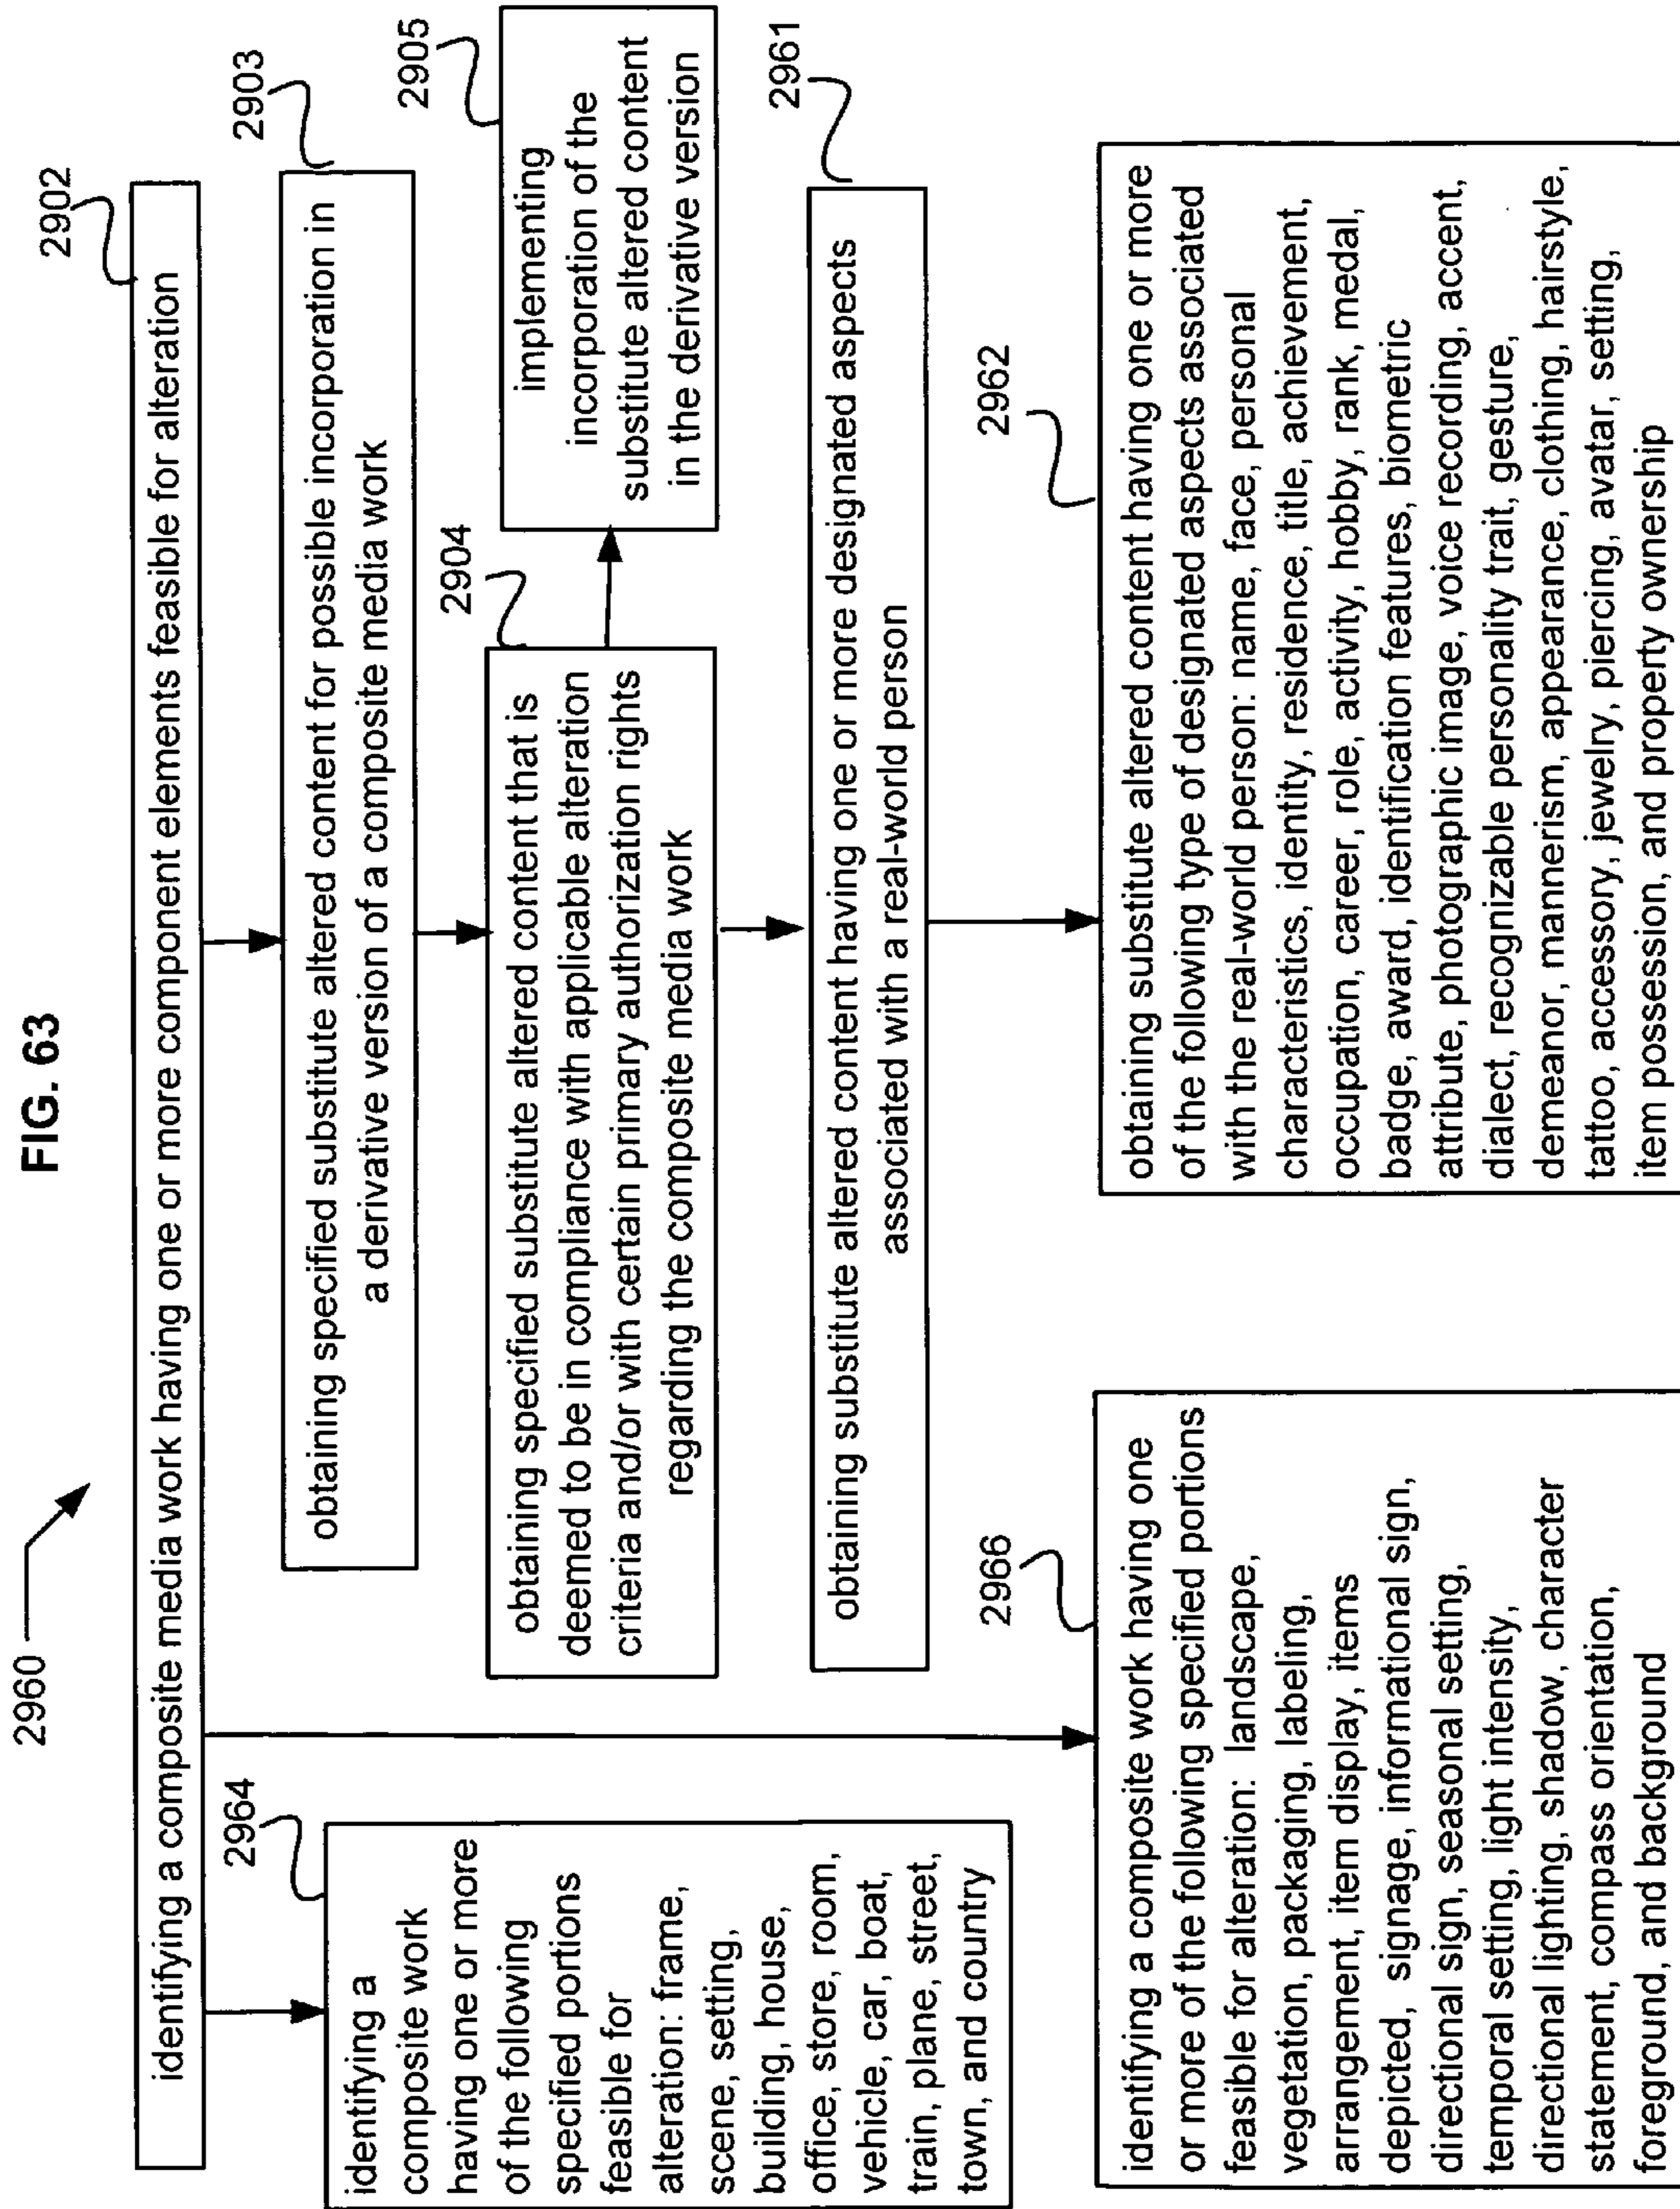 FIG. 63
2960
2902
identifying a composite media work having one or more component elements feasible for alteration
2903
obtaining specified substitute altered content for possible incorporation in
a derivative version of a composite media work
2904
obtaining specified substitute altered content that is
deemed to be in compliance with applicable alteration
criteria and/or with certain primary authorization rights
regarding the composite media work
2905
implementing
incorporation of the
substitute altered content
in the derivative version
2961
obtaining substitute altered content having one or more designated aspects
associated with a real-world person
2964
identifying a
composite work
having one or more
of the following
specified portions
feasible for
alteration: frame,
scene, setting,
building, house,
office, store, room,
vehicle, car, boat,
train, plane, street,
town, and country
2966
identifying a composite work having one
or more of the following specified portions
feasible for alteration: landscape,
vegetation, packaging, labeling,
arrangement, item display, items
depicted, signage, informational sign,
directional sign, seasonal setting,
temporal setting, light intensity,
directional lighting, shadow, character
statement, compass orientation,
foreground, and background
2962
obtaining substitute altered content having one or more
of the following type of designated aspects associated
with the real-world person: name, face, personal
characteristics, identity, residence, title, achievement,
occupation, career, role, activity, hobby, rank, medal,
badge, award, identification features, biometric
attribute, photographic image, voice recording, accent,
dialect, recognizable personality trait, gesture,
demeanor, mannerism, appearance, clothing, hairstyle,
tattoo, accessory, jewelry, piercing, avatar, setting,
item possession, and property ownership